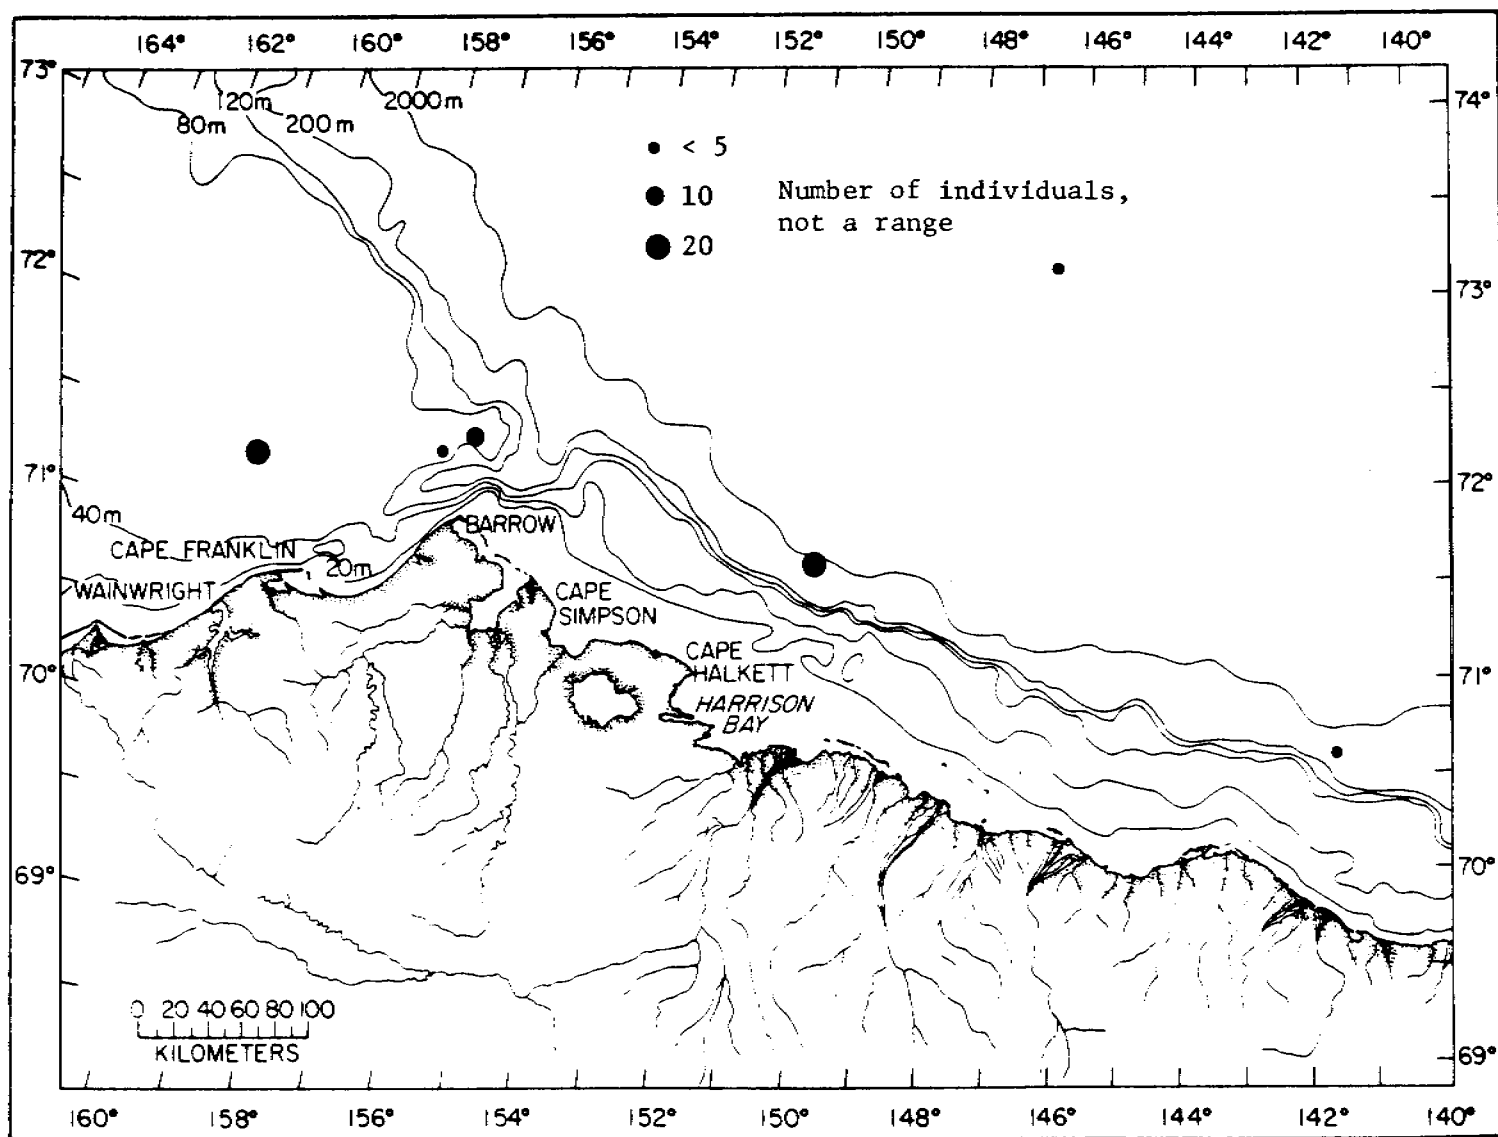 164° 162° 160° 158° 156° 154° 152° 150° 148° 146° 144° 142° 140°
73°
74°
120m
2000m
80m
200m
< 5
10
Number of individuals,
not a range
20
72°
73°
71°
72°
40m
BARROW
CAPE FRANKLIN
20m
WAINWRIGHT
CAPE
SIMPSON
70°
CAPE
HALKETT
71°
HARRISON
BAY
69°
70°
0 20 40 60 80 100
KILOMETERS
69°
160° 158° 156° 154° 152° 150° 148° 146° 144° 142° 140°